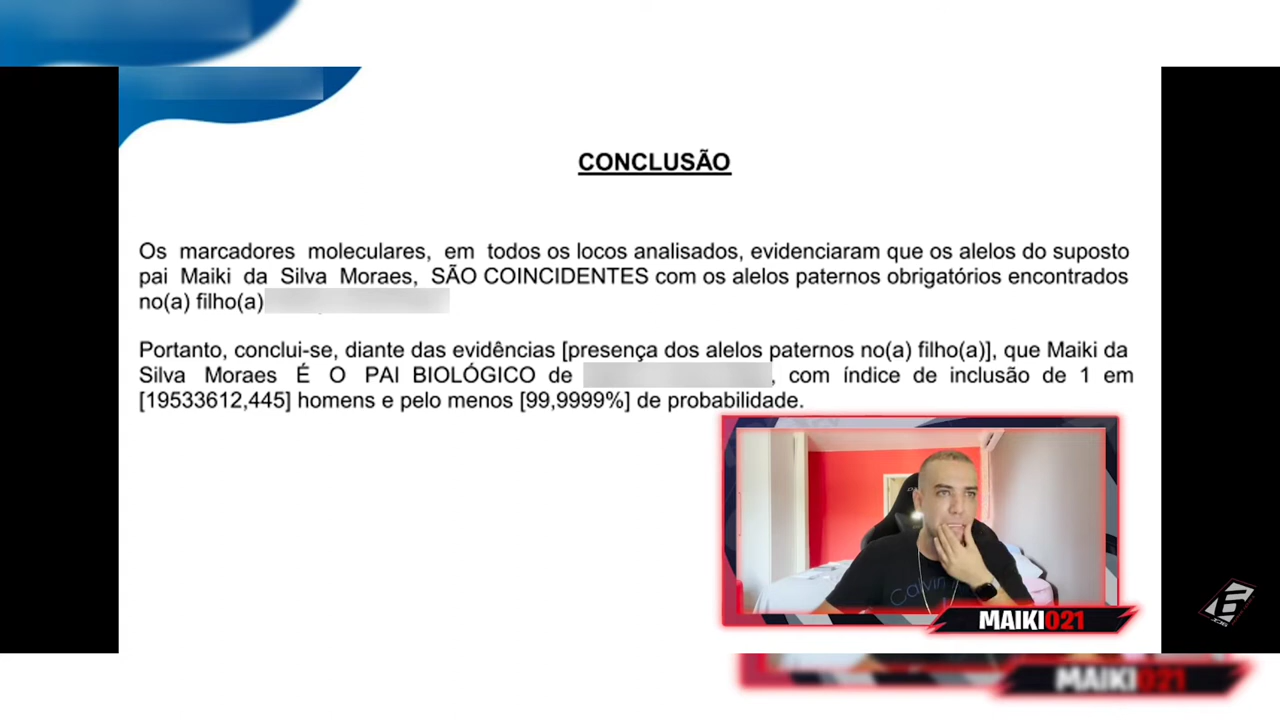 CONCLUSÃO
Os marcadores moleculares, em todos os locos analisados, evidenciaram que os alelos do suposto
pai Maiki da Silva Moraes, SÃO COINCIDENTES com os alelos paternos obrigatórios encontrados
no(a) filho(a)
Portanto, conclui-se, diante das evidências [presença dos alelos paternos no(a) filho(a)], que Maiki da
Silva Moraes É O PAI BIOLÓGICO de , com índice de inclusão de 1 em
[19533612,445] homens e pelo menos [99,9999%] de probabilidade.
Calvin
MAIKI021
MAIKI021